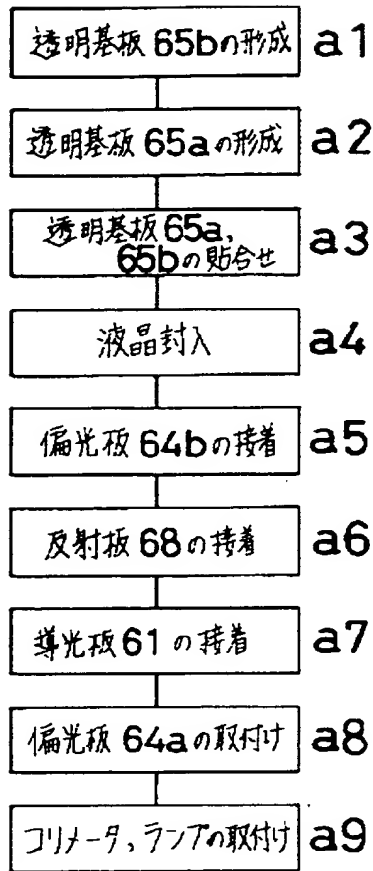 透明基板 65bの形成 a1
透明基板 65aの形成 a2
透明基板 65a,
65bの貼合せ a3
液晶封入 a4
偏光板 64bの接着 a5
反射板 68の接着 a6
導光板 61の接着 a7
偏光板 64aの取付け a8
コリメータ、ランプの取付け a9